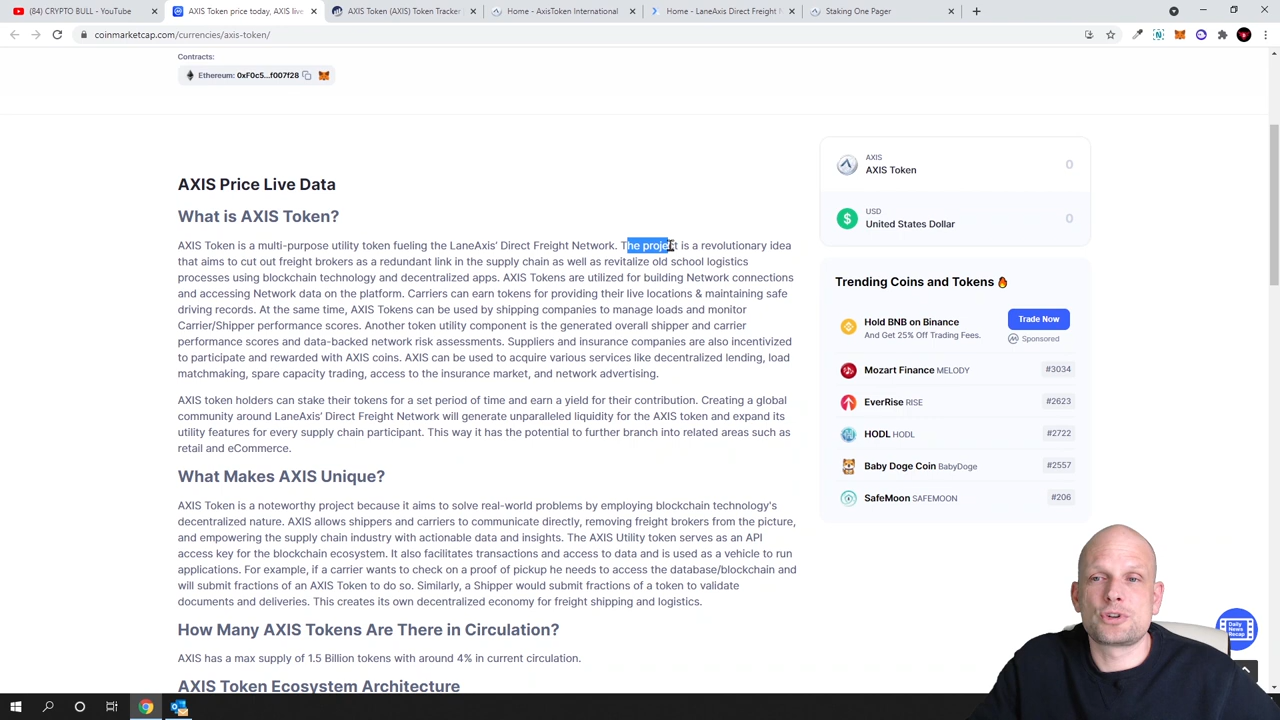 (84) CRYPTO BULL - YouTube
AXIS Token price today, AXIS live
AXIS Token (AXIS) Token Tracker
Home - AxisToken International
Home - LaneAxis Direct Freight N
Staking One Pager
coinmarketcap.com/currencies/axis-token/
Contracts:
Ethereum: 0xF0c5...f007f28
AXIS Price Live Data
What is AXIS Token?
AXIS Token is a multi-purpose utility token fueling the LaneAxis' Direct Freight Network. The project is a revolutionary idea
that aims to cut out freight brokers as a redundant link in the supply chain as well as revitalize old school logistics
processes using blockchain technology and decentralized apps. AXIS Tokens are utilized for building Network connections
and accessing Network data on the platform. Carriers can earn tokens for providing their live locations & maintaining safe
driving records. At the same time, AXIS Tokens can be used by shipping companies to manage loads and monitor
Carrier/Shipper performance scores. Another token utility component is the generated overall shipper and carrier
performance scores and data-backed network risk assessments. Suppliers and insurance companies are also incentivized
to participate and rewarded with AXIS coins. AXIS can be used to acquire various services like decentralized lending, load
matchmaking, spare capacity trading, access to the insurance market, and network advertising.
AXIS token holders can stake their tokens for a set period of time and earn a yield for their contribution. Creating a global
community around LaneAxis' Direct Freight Network will generate unparalleled liquidity for the AXIS token and expand its
utility features for every supply chain participant. This way it has the potential to further branch into related areas such as
retail and eCommerce.
What Makes AXIS Unique?
AXIS Token is a noteworthy project because it aims to solve real-world problems by employing blockchain technology's
decentralized nature. AXIS allows shippers and carriers to communicate directly, removing freight brokers from the picture,
and empowering the supply chain industry with actionable data and insights. The AXIS Utility token serves as an API
access key for the blockchain ecosystem. It also facilitates transactions and access to data and is used as a vehicle to run
applications. For example, if a carrier wants to check on a proof of pickup he needs to access the database/blockchain and
will submit fractions of an AXIS Token to do so. Similarly, a Shipper would submit fractions of a token to validate
documents and deliveries. This creates its own decentralized economy for freight shipping and logistics.
How Many AXIS Tokens Are There in Circulation?
AXIS has a max supply of 1.5 Billion tokens with around 4% in current circulation.
AXIS Token Ecosystem Architecture
AXIS
AXIS Token
0
USD
United States Dollar
0
Trending Coins and Tokens
Hold BNB on Binance
And Get 25% Off Trading Fees.
Trade Now
Sponsored
Mozart Finance MELODY #3034
EverRise RISE #2623
HODL HODL #2722
Baby Doge Coin BabyDoge #2557
SafeMoon SAFEMOON #206
Daily
News
Recap